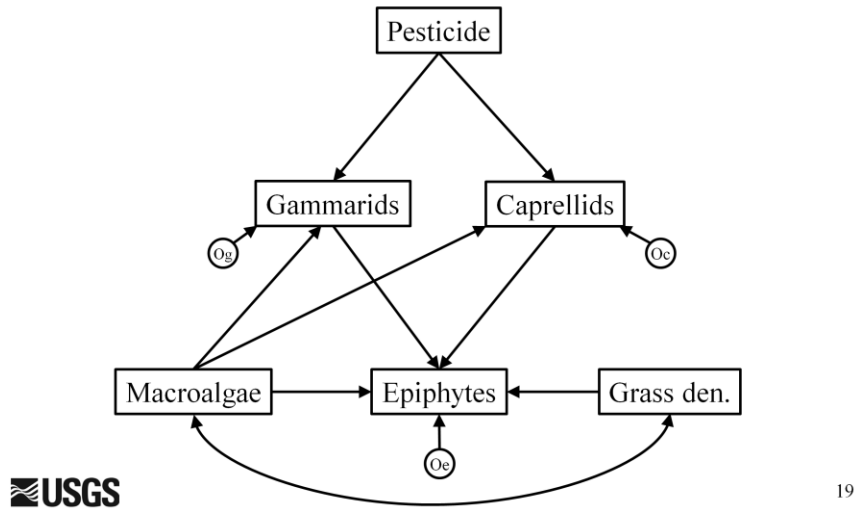 Pesticide
Gammarids
Caprellids
Og
Oc
Macroalgae
Epiphytes
Grass den.
Oe
USGS
19